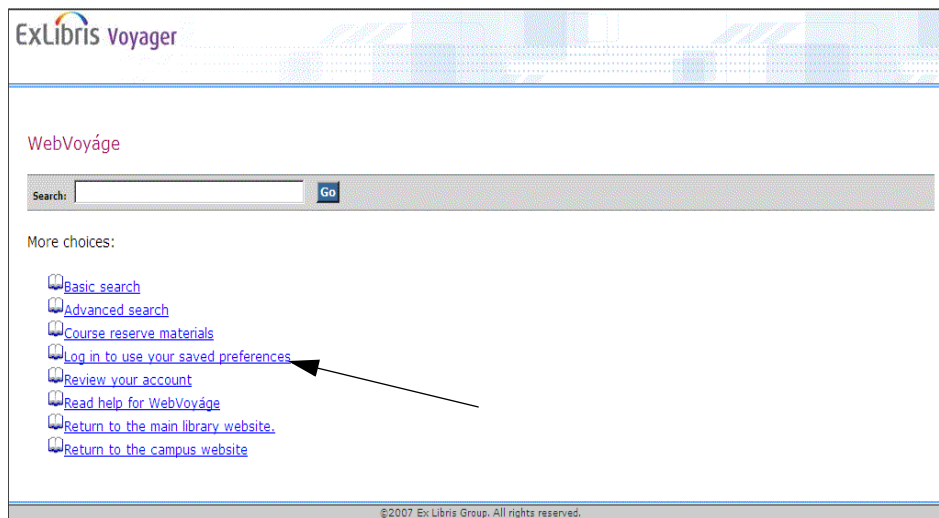 ExLibris Voyager
WebVoyáge
Search: Go
More choices:
Basic search
Advanced search
Course reserve materials
Log in to use your saved preferences
Review your account
Read help for WebVoyáge
Return to the main library website.
Return to the campus website
©2007 Ex Libris Group. All rights reserved.